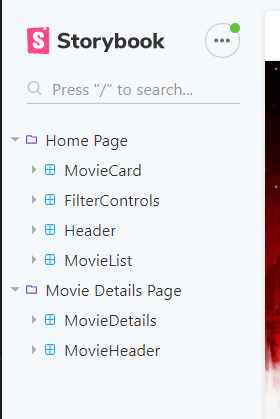 Storybook
Press "/" to search...
Home Page
MovieCard
FilterControls
Header
MovieList
Movie Details Page
MovieDetails
MovieHeader